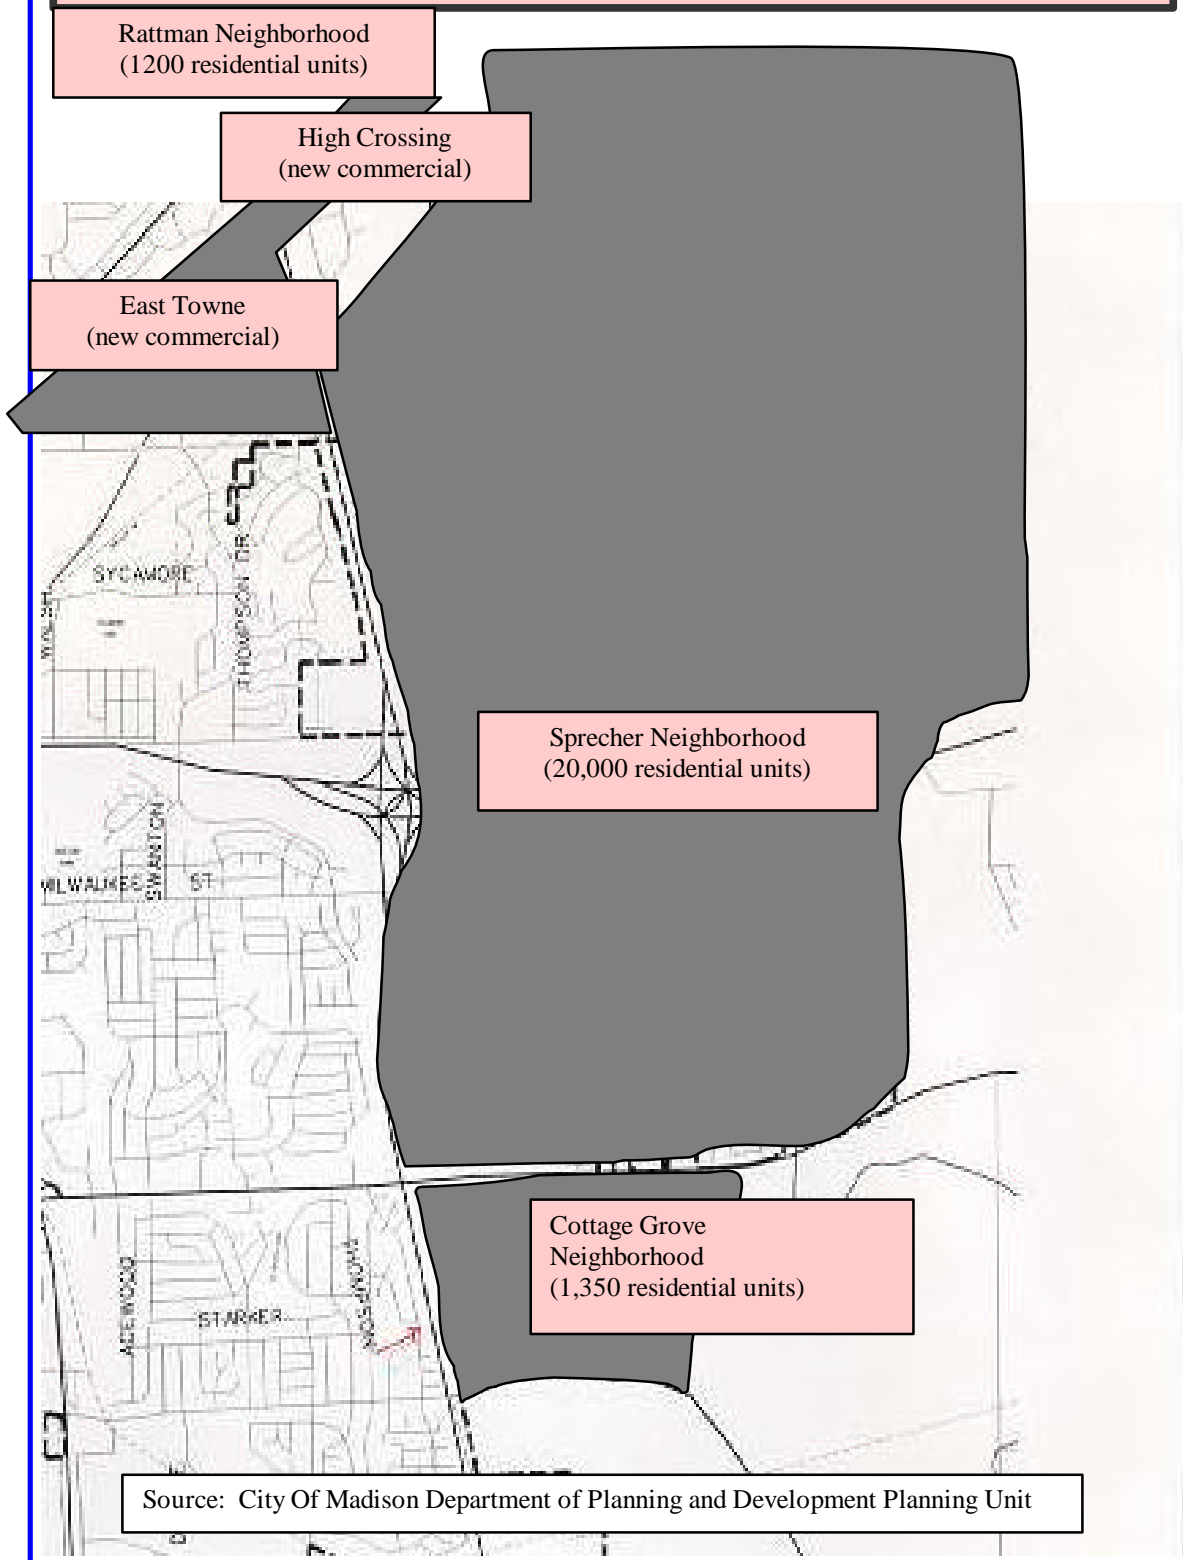 Rattman Neighborhood
(1200 residential units)
High Crossing
(new commercial)
East Towne
(new commercial)
SYCAMORE
THOMPSON DR
Sprecher Neighborhood
(20,000 residential units)
SWANTON
MILWAUKEE ST
Cottage Grove
Neighborhood
(1,350 residential units)
THOMPSON
STARKER
Source: City Of Madison Department of Planning and Development Planning Unit